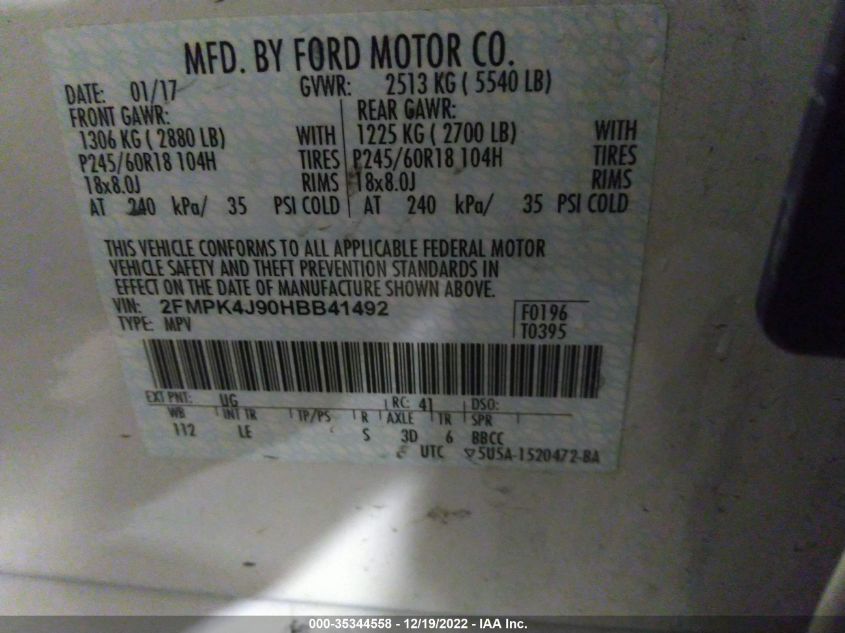 MFD. BY FORD MOTOR CO.
DATE: 01/17 GVWR: 2513 KG ( 5540 LB)
FRONT GAWR: REAR GAWR:
1306 KG ( 2880 LB) WITH 1225 KG ( 2700 LB) WITH
P245/60R18 104H TIRES P245/60R18 104H TIRES
18x8.0J RIMS 18x8.0J RIMS
AT 240 kPa/ 35 PSI COLD AT 240 kPa/ 35 PSI COLD
THIS VEHICLE CONFORMS TO ALL APPLICABLE FEDERAL MOTOR
VEHICLE SAFETY AND THEFT PREVENTION STANDARDS IN
EFFECT ON THE DATE OF MANUFACTURE SHOWN ABOVE.
VIN: 2FMPK4J90HBB41492 F0196
TYPE: MPV T0395
EXT PNT: UG RC: 41 DSO:
WB INT TR TP/PS R AXLE TR SPR
112 LE S 3D 6 BBCC
UTC ▽5U5A-1520472-BA
000-35344558 - 12/19/2022 - IAA Inc.